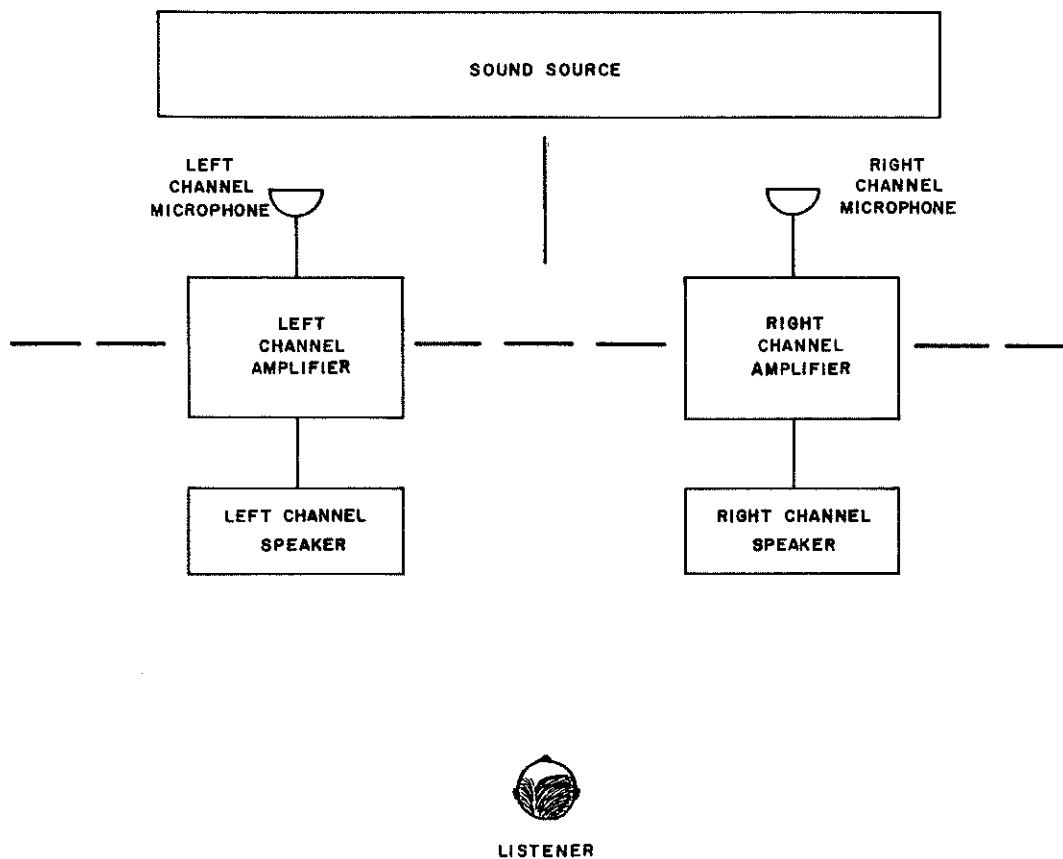 SOUND SOURCE
LEFT
CHANNEL
MICROPHONE
RIGHT
CHANNEL
MICROPHONE
LEFT
CHANNEL
AMPLIFIER
RIGHT
CHANNEL
AMPLIFIER
LEFT CHANNEL
SPEAKER
RIGHT CHANNEL
SPEAKER
LISTENER